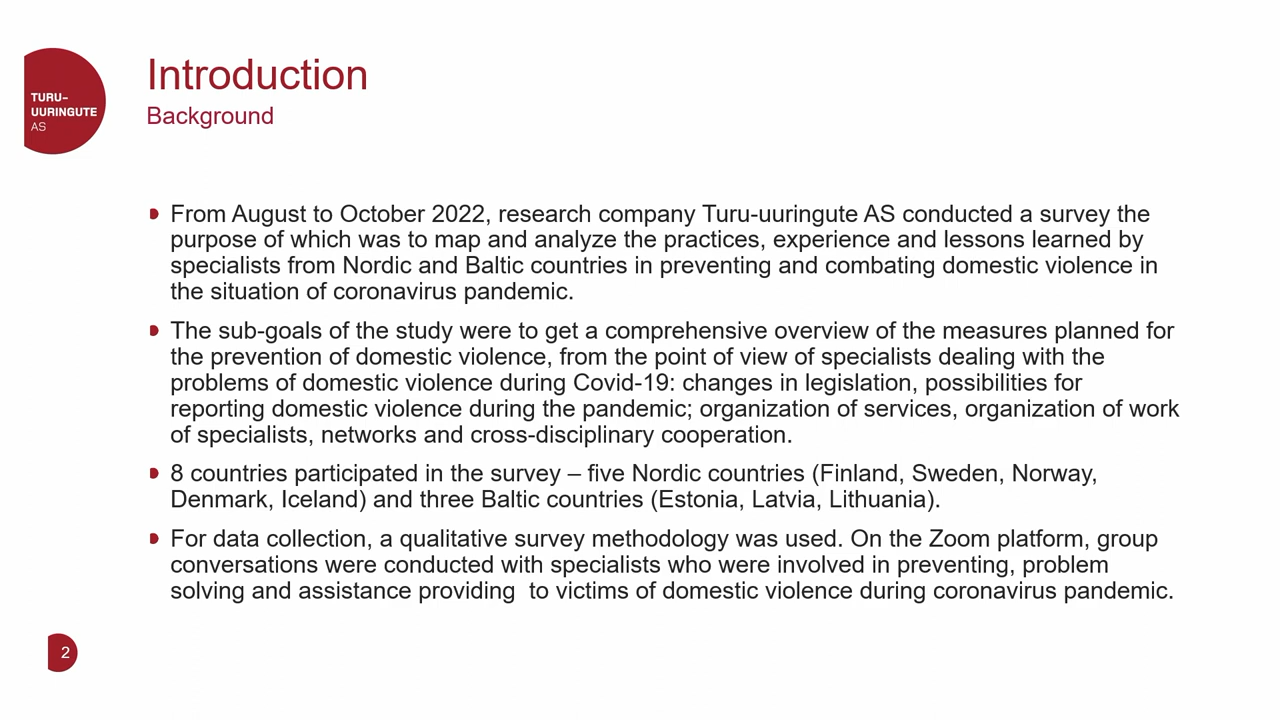 Introduction
Background
TURU–
UURINGUTE
AS
From August to October 2022, research company Turu-uuringute AS conducted a survey the
purpose of which was to map and analyze the practices, experience and lessons learned by
specialists from Nordic and Baltic countries in preventing and combating domestic violence in
the situation of coronavirus pandemic.
The sub-goals of the study were to get a comprehensive overview of the measures planned for
the prevention of domestic violence, from the point of view of specialists dealing with the
problems of domestic violence during Covid-19: changes in legislation, possibilities for
reporting domestic violence during the pandemic; organization of services, organization of work
of specialists, networks and cross-disciplinary cooperation.
8 countries participated in the survey – five Nordic countries (Finland, Sweden, Norway,
Denmark, Iceland) and three Baltic countries (Estonia, Latvia, Lithuania).
For data collection, a qualitative survey methodology was used. On the Zoom platform, group
conversations were conducted with specialists who were involved in preventing, problem
solving and assistance providing  to victims of domestic violence during coronavirus pandemic.
2